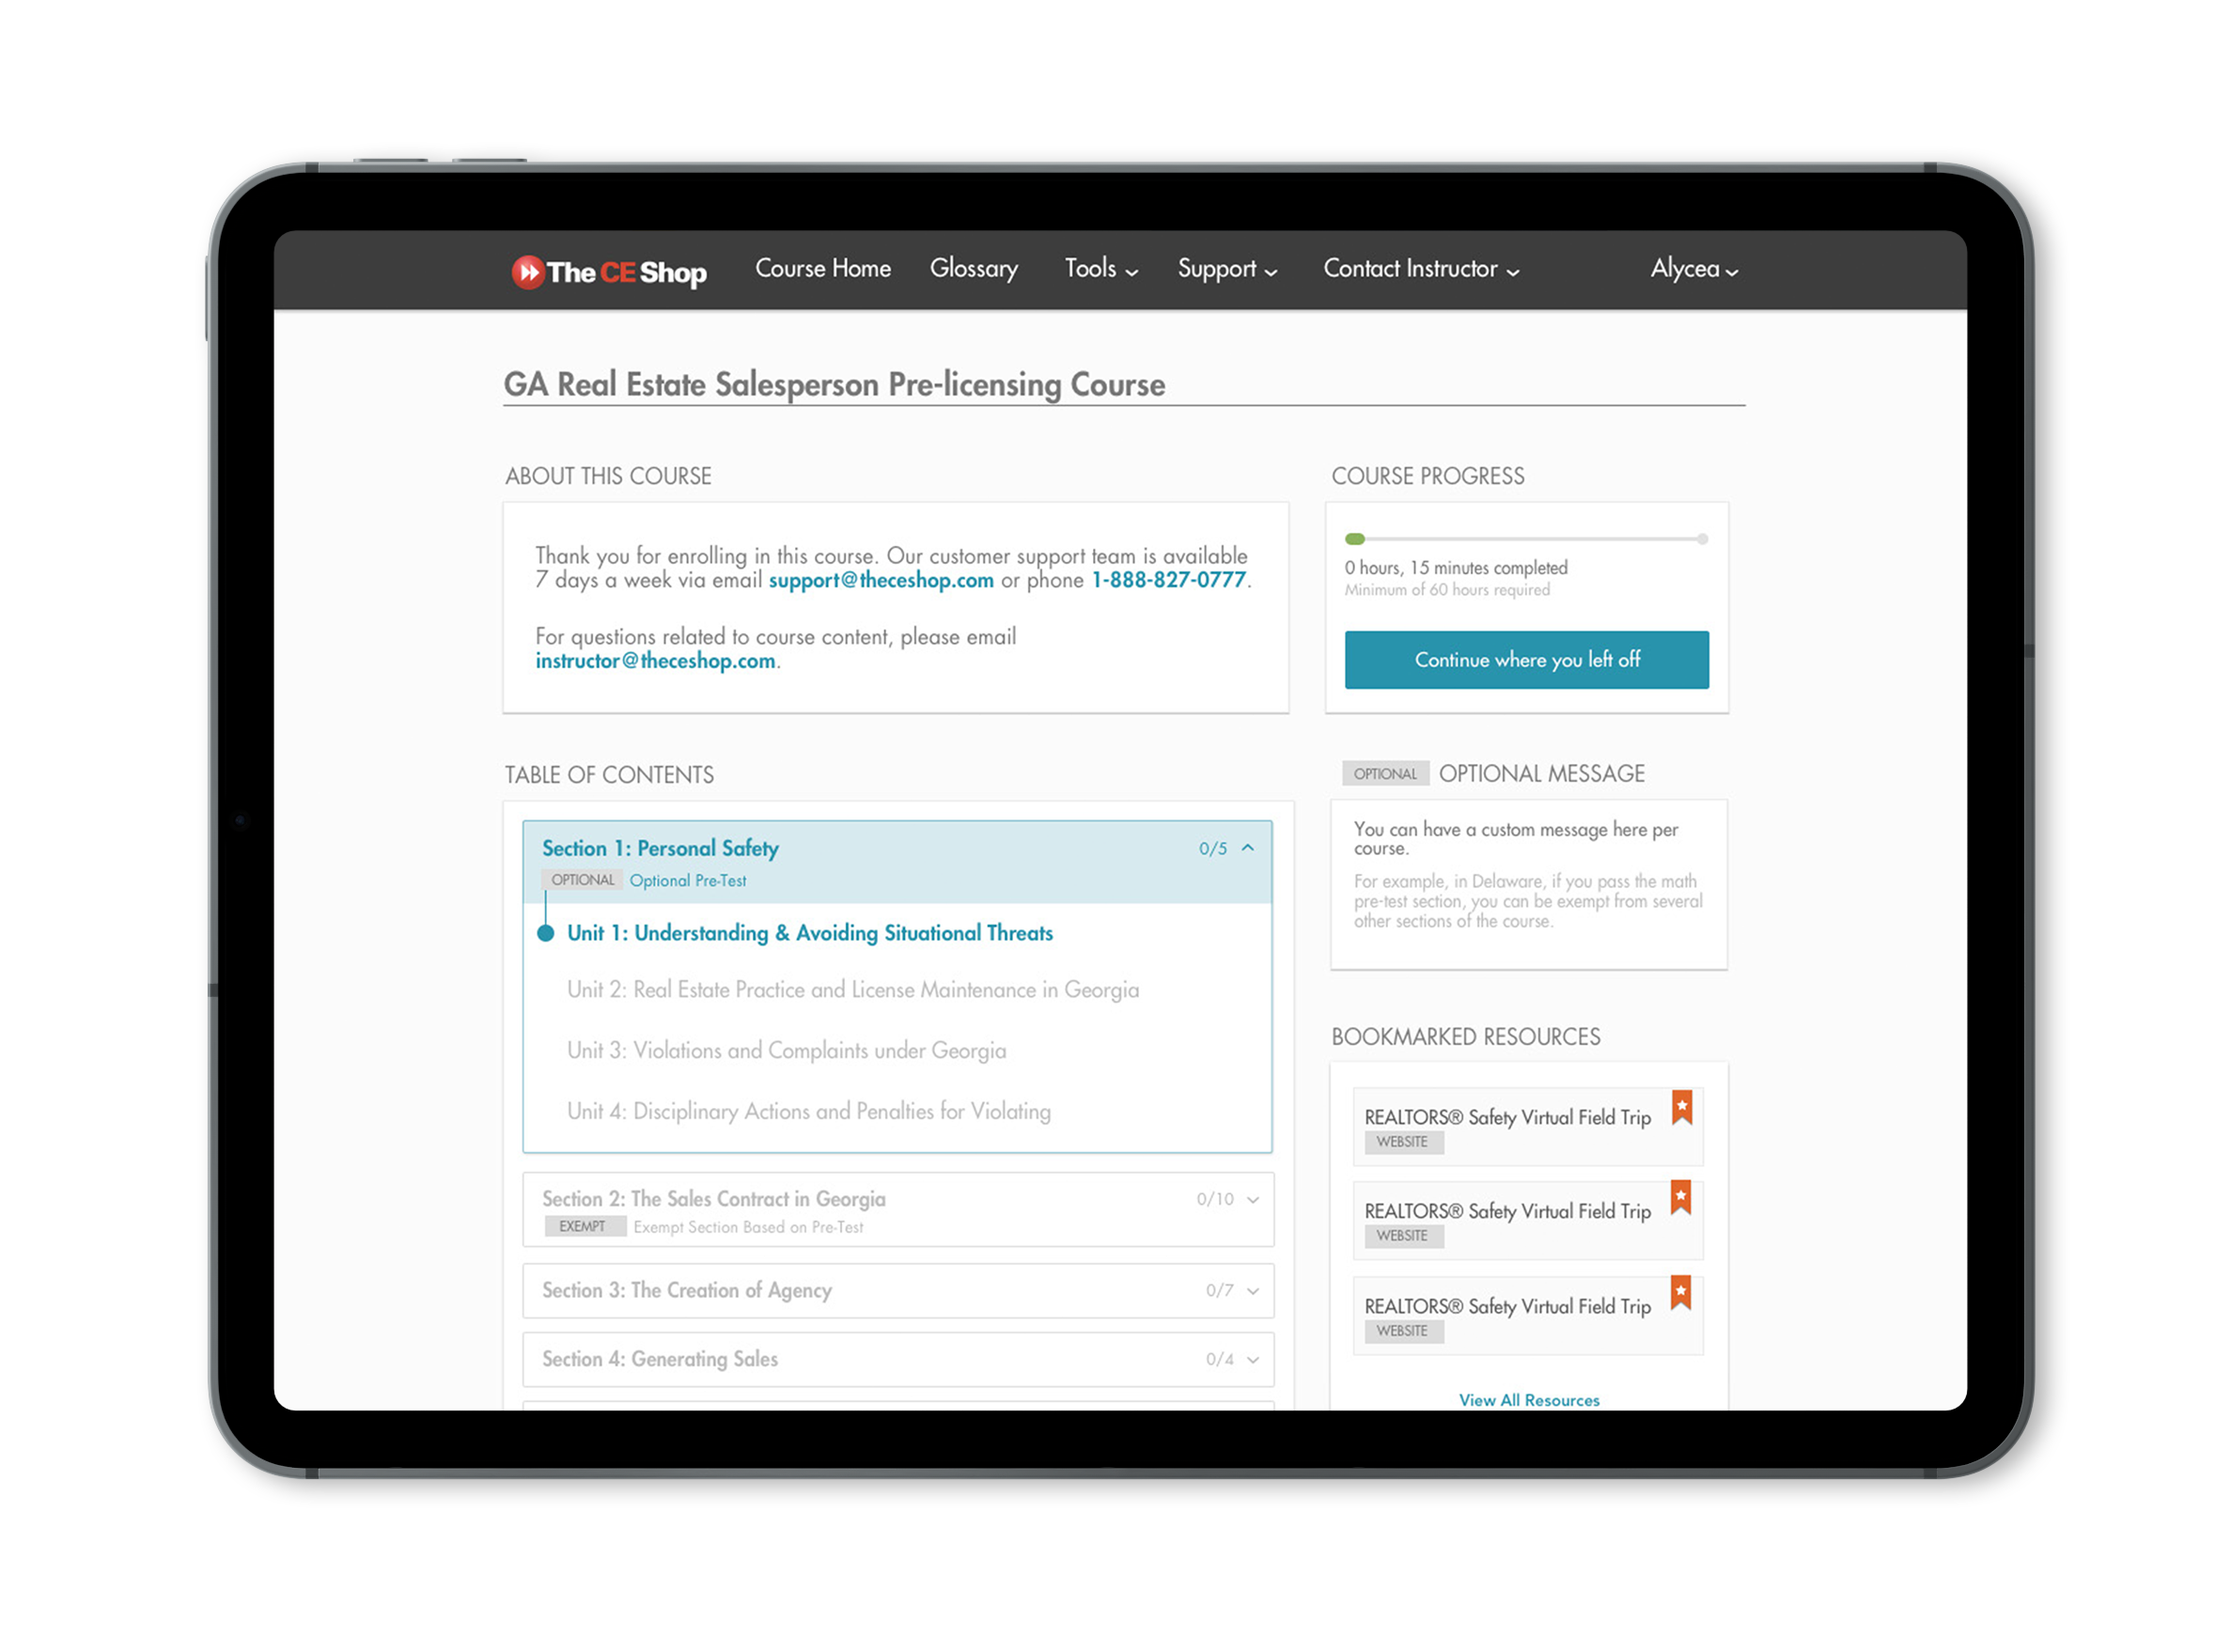 The CE Shop Course Home Glossary Tools Support Contact Instructor Alycea
GA Real Estate Salesperson Pre-licensing Course
ABOUT THIS COURSE
Thank you for enrolling in this course. Our customer support team is available
7 days a week via email support@theceshop.com or phone 1-888-827-0777.
For questions related to course content, please email
instructor@theceshop.com.
COURSE PROGRESS
0 hours, 15 minutes completed
Minimum of 60 hours required
Continue where you left off
TABLE OF CONTENTS
Section 1: Personal Safety 0/5
OPTIONAL Optional Pre-Test
Unit 1: Understanding & Avoiding Situational Threats
Unit 2: Real Estate Practice and License Maintenance in Georgia
Unit 3: Violations and Complaints under Georgia
Unit 4: Disciplinary Actions and Penalties for Violating
Section 2: The Sales Contract in Georgia 0/10
EXEMPT Exempt Section Based on Pre-Test
Section 3: The Creation of Agency 0/7
Section 4: Generating Sales 0/4
OPTIONAL OPTIONAL MESSAGE
You can have a custom message here per
course.
For example, in Delaware, if you pass the math
pre-test section, you can be exempt from several
other sections of the course.
BOOKMARKED RESOURCES
REALTORS® Safety Virtual Field Trip
WEBSITE
REALTORS® Safety Virtual Field Trip
WEBSITE
REALTORS® Safety Virtual Field Trip
WEBSITE
View All Resources